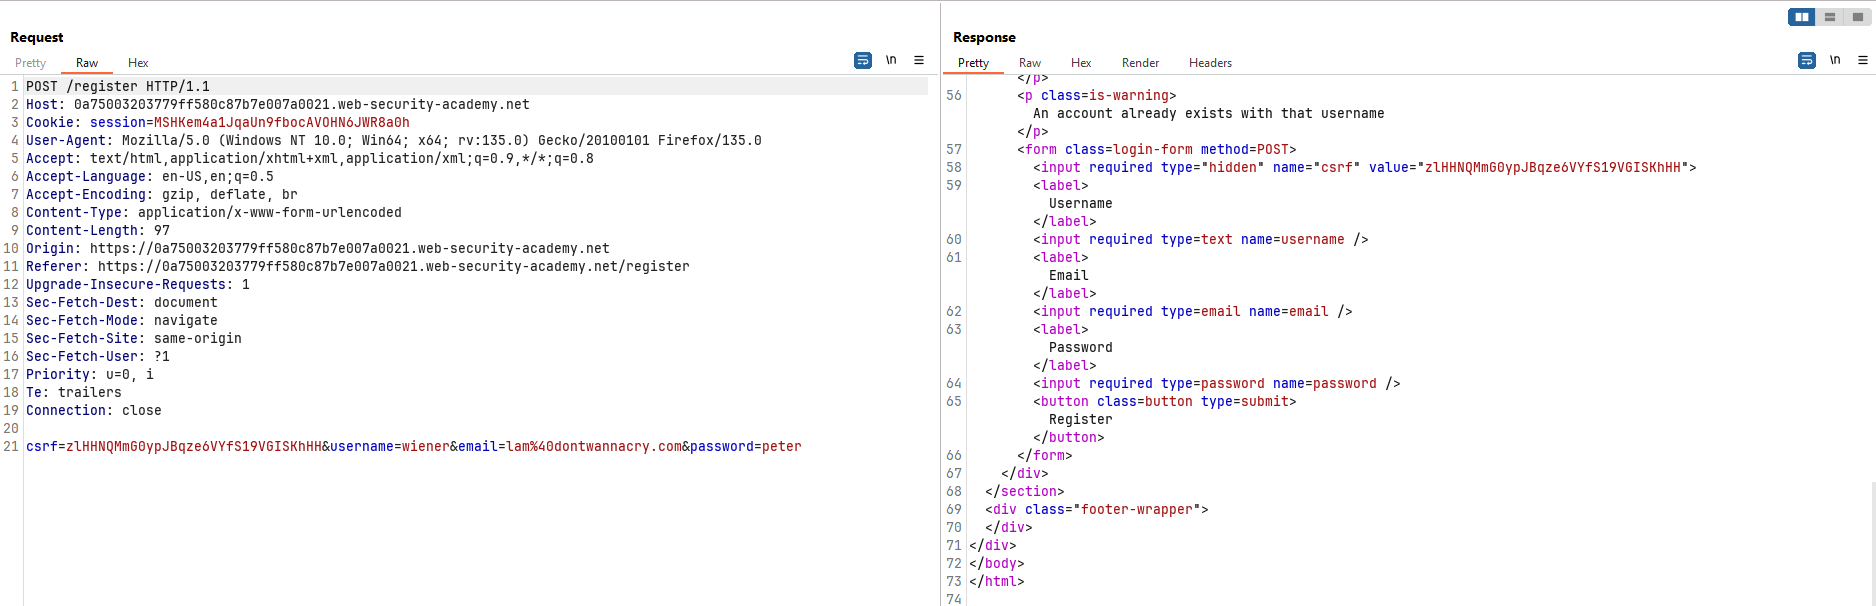 Request
Pretty Raw Hex
\n
1 POST /register HTTP/1.1
2 Host: 0a75003203779ff580c87b7e007a0021.web-security-academy.net
3 Cookie: session=MSHKem4a1JqaUn9fbocAVOHN6JWR8a0h
4 User-Agent: Mozilla/5.0 (Windows NT 10.0; Win64; x64; rv:135.0) Gecko/20100101 Firefox/135.0
5 Accept: text/html,application/xhtml+xml,application/xml;q=0.9,*/*;q=0.8
6 Accept-Language: en-US,en;q=0.5
7 Accept-Encoding: gzip, deflate, br
8 Content-Type: application/x-www-form-urlencoded
9 Content-Length: 97
10 Origin: https://0a75003203779ff580c87b7e007a0021.web-security-academy.net
11 Referer: https://0a75003203779ff580c87b7e007a0021.web-security-academy.net/register
12 Upgrade-Insecure-Requests: 1
13 Sec-Fetch-Dest: document
14 Sec-Fetch-Mode: navigate
15 Sec-Fetch-Site: same-origin
16 Sec-Fetch-User: ?1
17 Priority: u=0, i
18 Te: trailers
19 Connection: close
20
21 csrf=zlHHNQMmG0ypJBqze6VYfS19VGISKhHH&username=wiener&email=lam%40dontwannacry.com&password=peter
Response
Pretty Raw Hex Render Headers
\n
</p>
56 <p class=is-warning>
An account already exists with that username
</p>
57 <form class=login-form method=POST>
58 <input required type="hidden" name="csrf" value="zlHHNQMmG0ypJBqze6VYfS19VGISKhHH">
59 <label>
Username
</label>
60 <input required type=text name=username />
61 <label>
Email
</label>
62 <input required type=email name=email />
63 <label>
Password
</label>
64 <input required type=password name=password />
65 <button class=button type=submit>
Register
</button>
66 </form>
67 </div>
68 </section>
69 <div class="footer-wrapper">
70 </div>
71 </div>
72 </body>
73 </html>
74